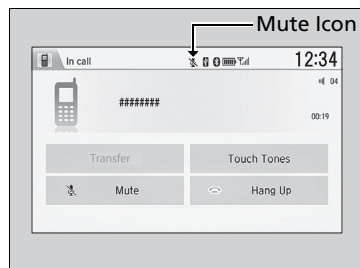 Mute Icon
In call
12:34
04
########
00:19
Transfer
Touch Tones
Mute
Hang Up